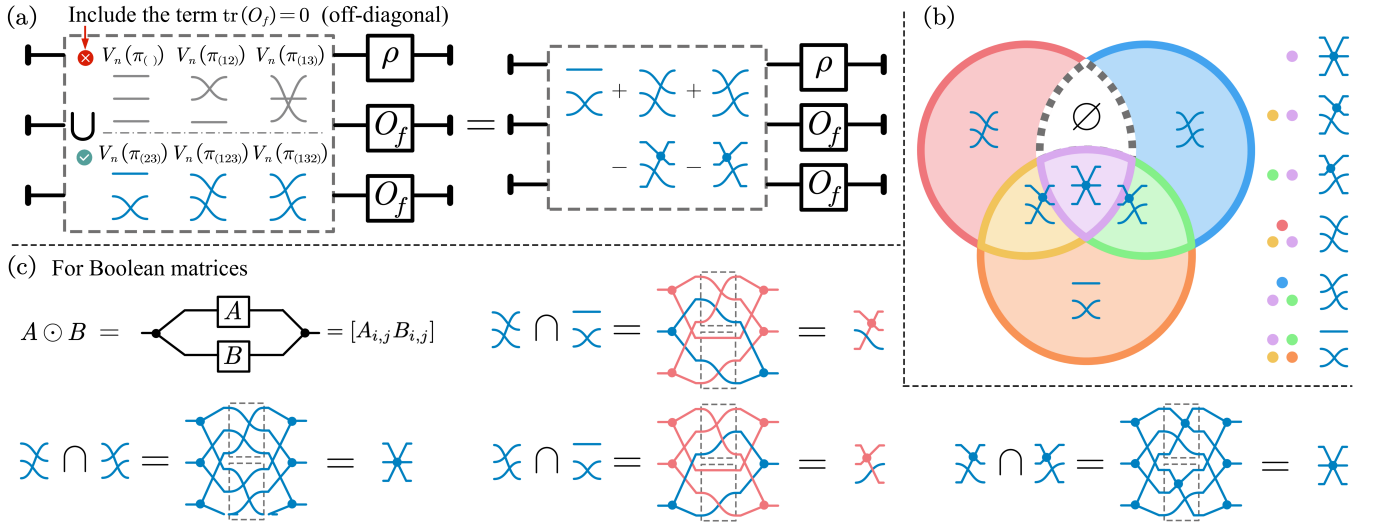 (a)
Include the term tr(O_f)=0 (off-diagonal)
V_n(π_( )) V_n(π_(12)) V_n(π_(13))
V_n(π_(23)) V_n(π_(123)) V_n(π_(132))
ρ
O_f
O_f
=
+ +
− −
ρ
O_f
O_f
(b)
∅
(c) For Boolean matrices
A ⊙ B =
A
B
= [A_{i,j}B_{i,j}]
∩ = =
∩ = =
∩ = =
∩ = =